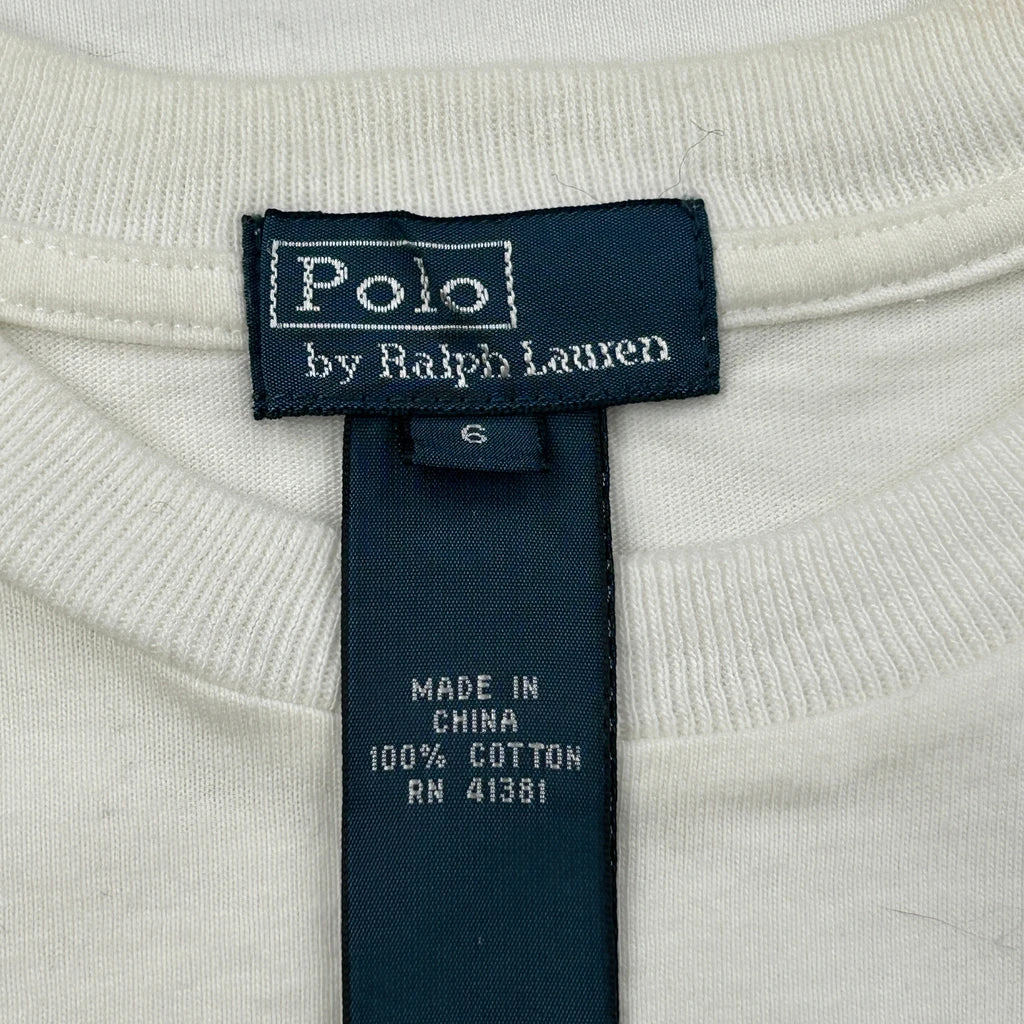 Polo
by Ralph Lauren
6
MADE IN
CHINA
100% COTTON
RN 41381